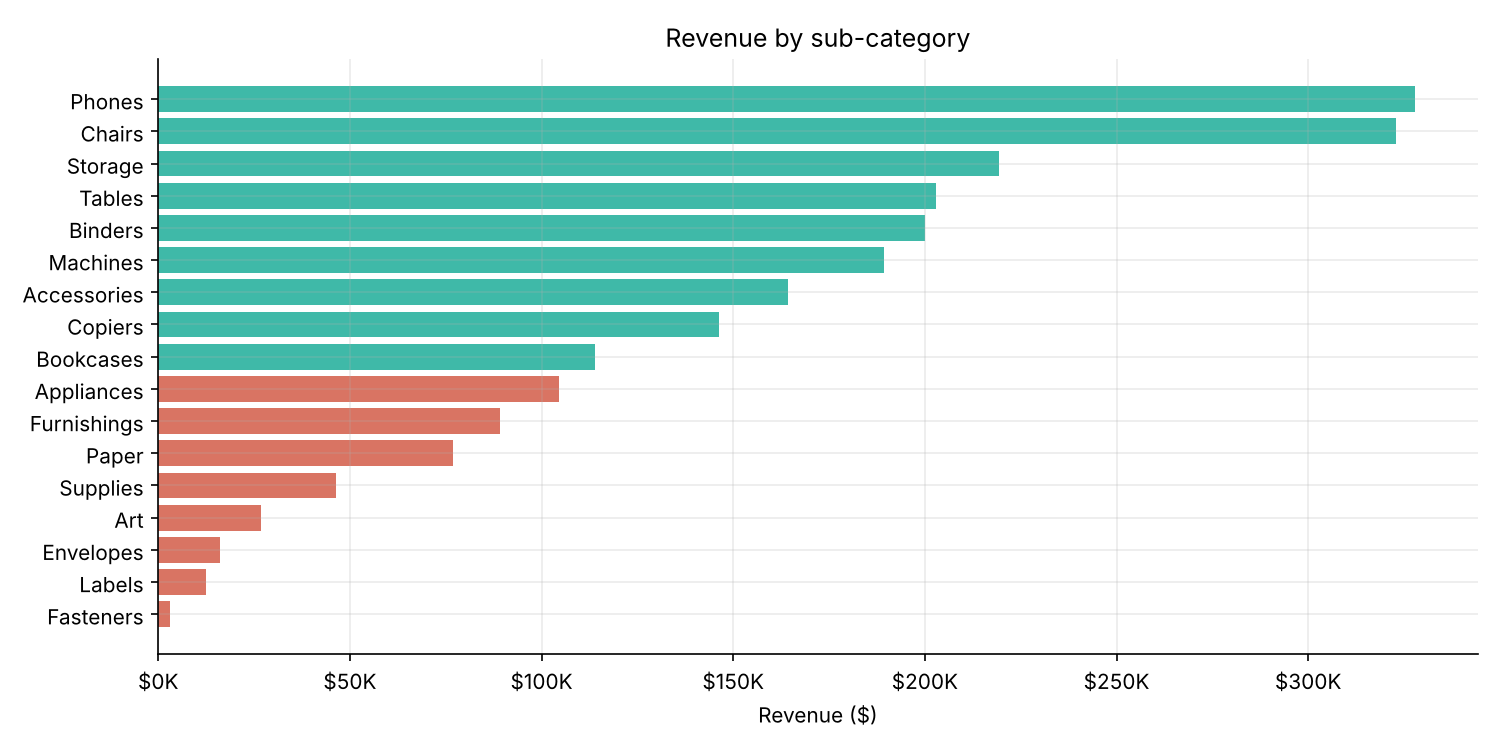 Revenue by sub-category
Phones
Chairs
Storage
Tables
Binders
Machines
Accessories
Copiers
Bookcases
Appliances
Furnishings
Paper
Supplies
Art
Envelopes
Labels
Fasteners
$0K $50K $100K $150K $200K $250K $300K
Revenue ($)